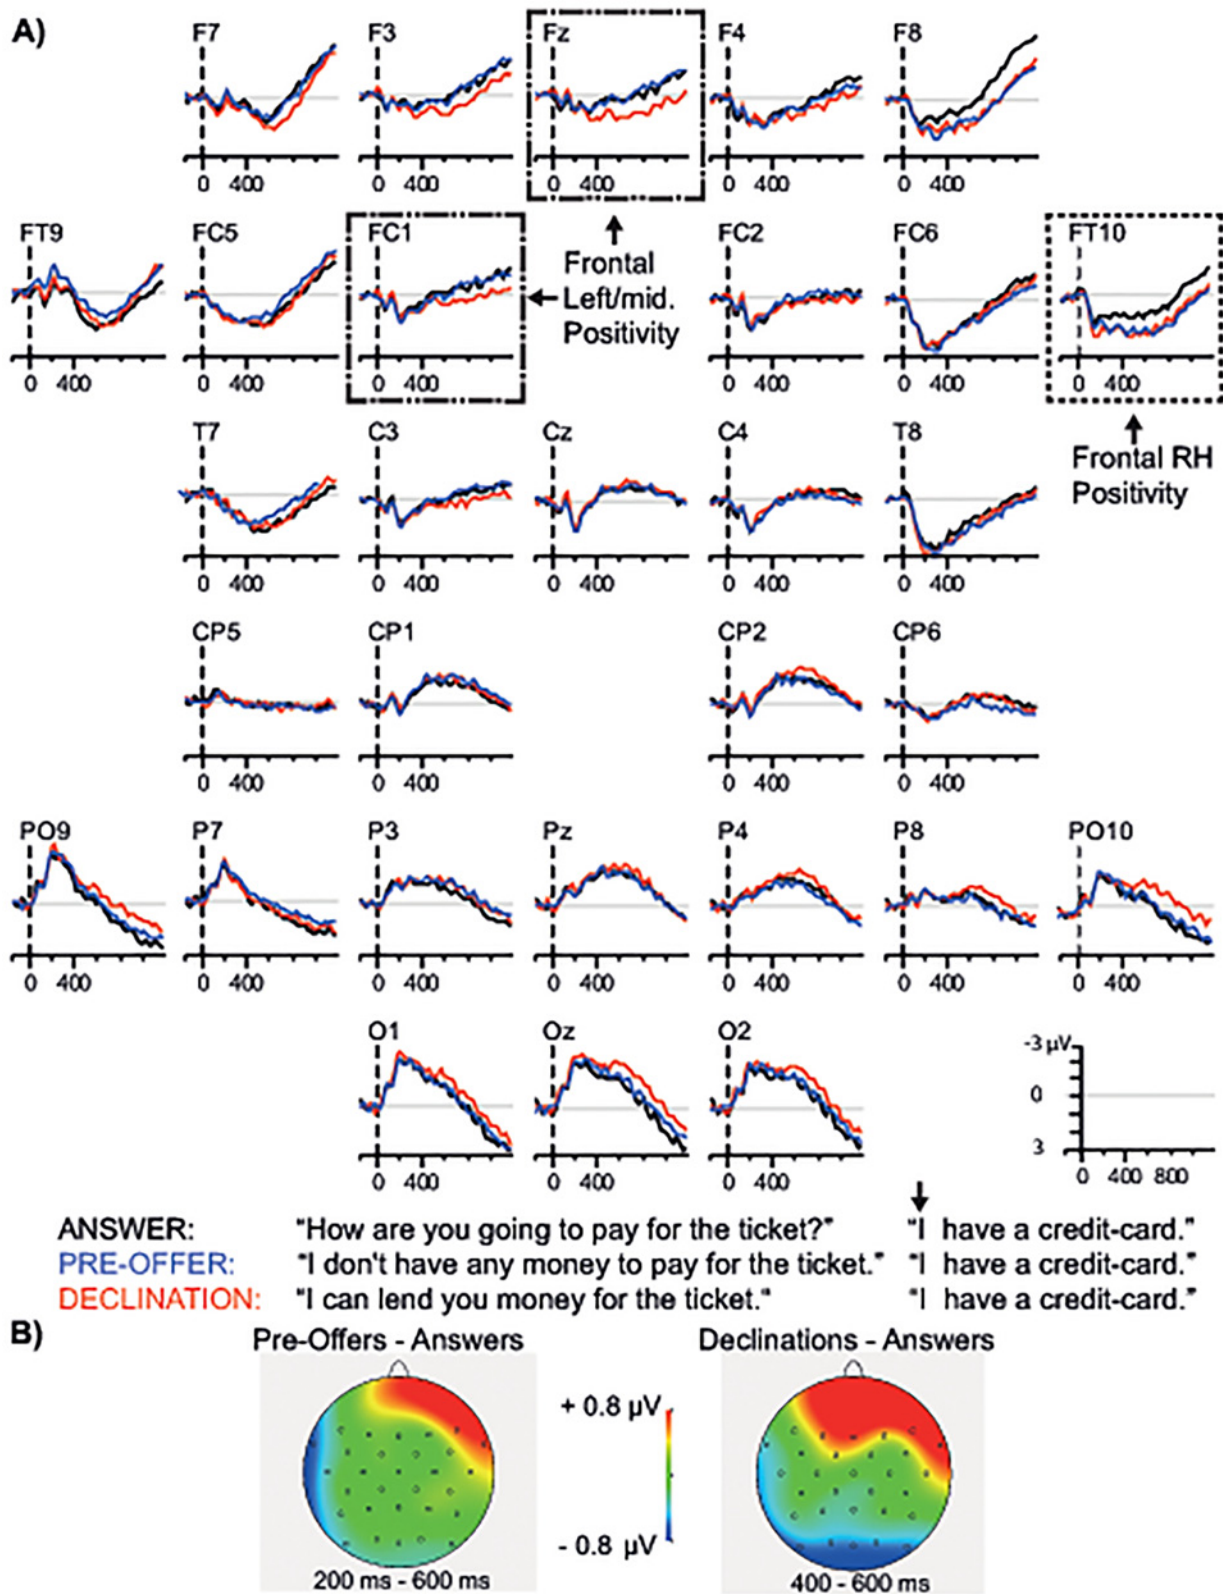 A)
F7 F3 Fz F4 F8
0 400 0 400 0 400 0 400 0 400
FT9 FC5 FC1 FC2 FC6 FT10
Frontal
Left/mid.
Positivity
0 400 0 400 0 400 0 400 0 400 0 400
T7 C3 Cz C4 T8
Frontal RH
Positivity
0 400 0 400 0 400 0 400 0 400
CP5 CP1 CP2 CP6
0 400 0 400 0 400 0 400
PO9 P7 P3 Pz P4 P8 PO10
0 400 0 400 0 400 0 400 0 400 0 400 0 400
O1 Oz O2
-3 µV
0
3
0 400 0 400 0 400 0 400 800
ANSWER: "How are you going to pay for the ticket?" "I have a credit-card."
PRE-OFFER: "I don't have any money to pay for the ticket." "I have a credit-card."
DECLINATION: "I can lend you money for the ticket." "I have a credit-card."
B)
Pre-Offers - Answers Declinations - Answers
+ 0.8 µV
- 0.8 µV
200 ms - 600 ms 400 - 600 ms